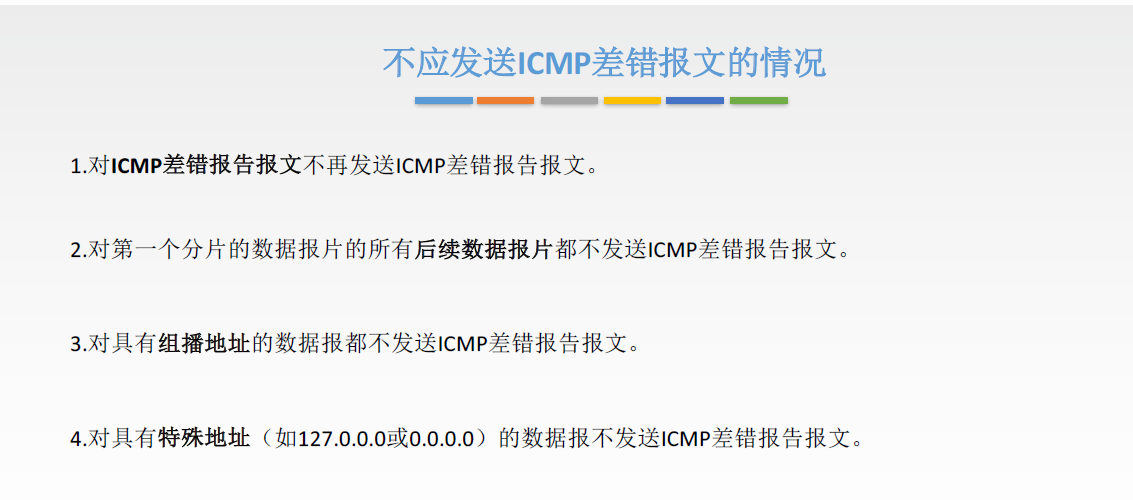 不应发送ICMP差错报文的情况
1.对ICMP差错报告报文不再发送ICMP差错报告报文。
2.对第一个分片的数据报片的所有后续数据报片都不发送ICMP差错报告报文。
3.对具有组播地址的数据报都不发送ICMP差错报告报文。
4.对具有特殊地址（如127.0.0.0或0.0.0.0）的数据报不发送ICMP差错报告报文。